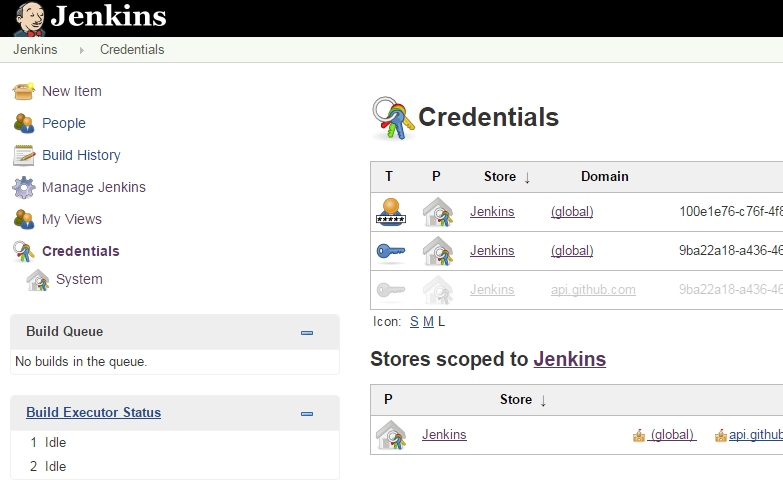 Jenkins
Jenkins Credentials
New Item
People
Build History
Manage Jenkins
My Views
Credentials
System
Build Queue
No builds in the queue.
Build Executor Status
1 Idle
2 Idle
Credentials
T P Store ↓ Domain
***** Jenkins (global) 100e1e76-c76f-4f8
Jenkins (global) 9ba22a18-a436-46
Jenkins api.github.com 9ba22a18-a436-46
Icon: S M L
Stores scoped to Jenkins
P Store ↓
Jenkins (global) api.github